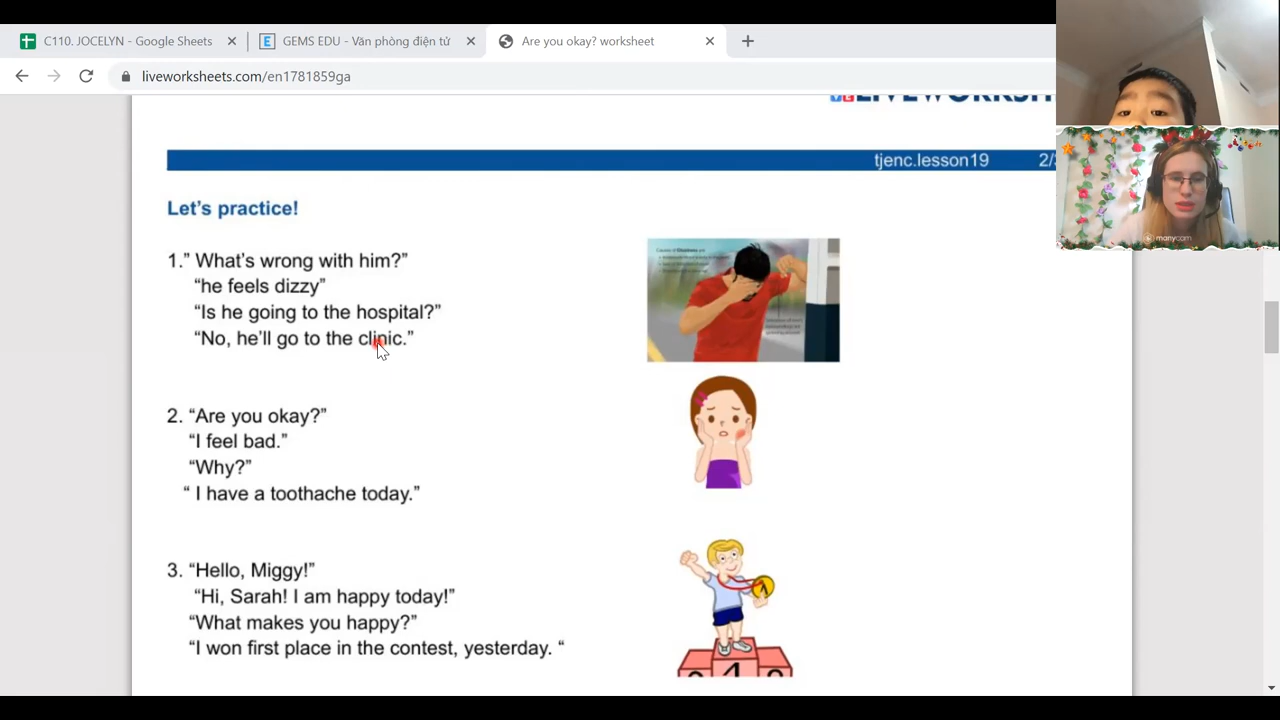 C110. JOCELYN - Google Sheets
GEMS EDU - Văn phòng điện tử
Are you okay? worksheet
liveworksheets.com/en1781859ga
tjenc.lesson19 2/
Let's practice!
1.” What's wrong with him?”
“he feels dizzy”
“Is he going to the hospital?”
“No, he'll go to the clinic.”
2. “Are you okay?”
“I feel bad.”
“Why?”
“ I have a toothache today.”
3. “Hello, Miggy!”
“Hi, Sarah! I am happy today!”
“What makes you happy?”
“I won first place in the contest, yesterday. “
1
manycam